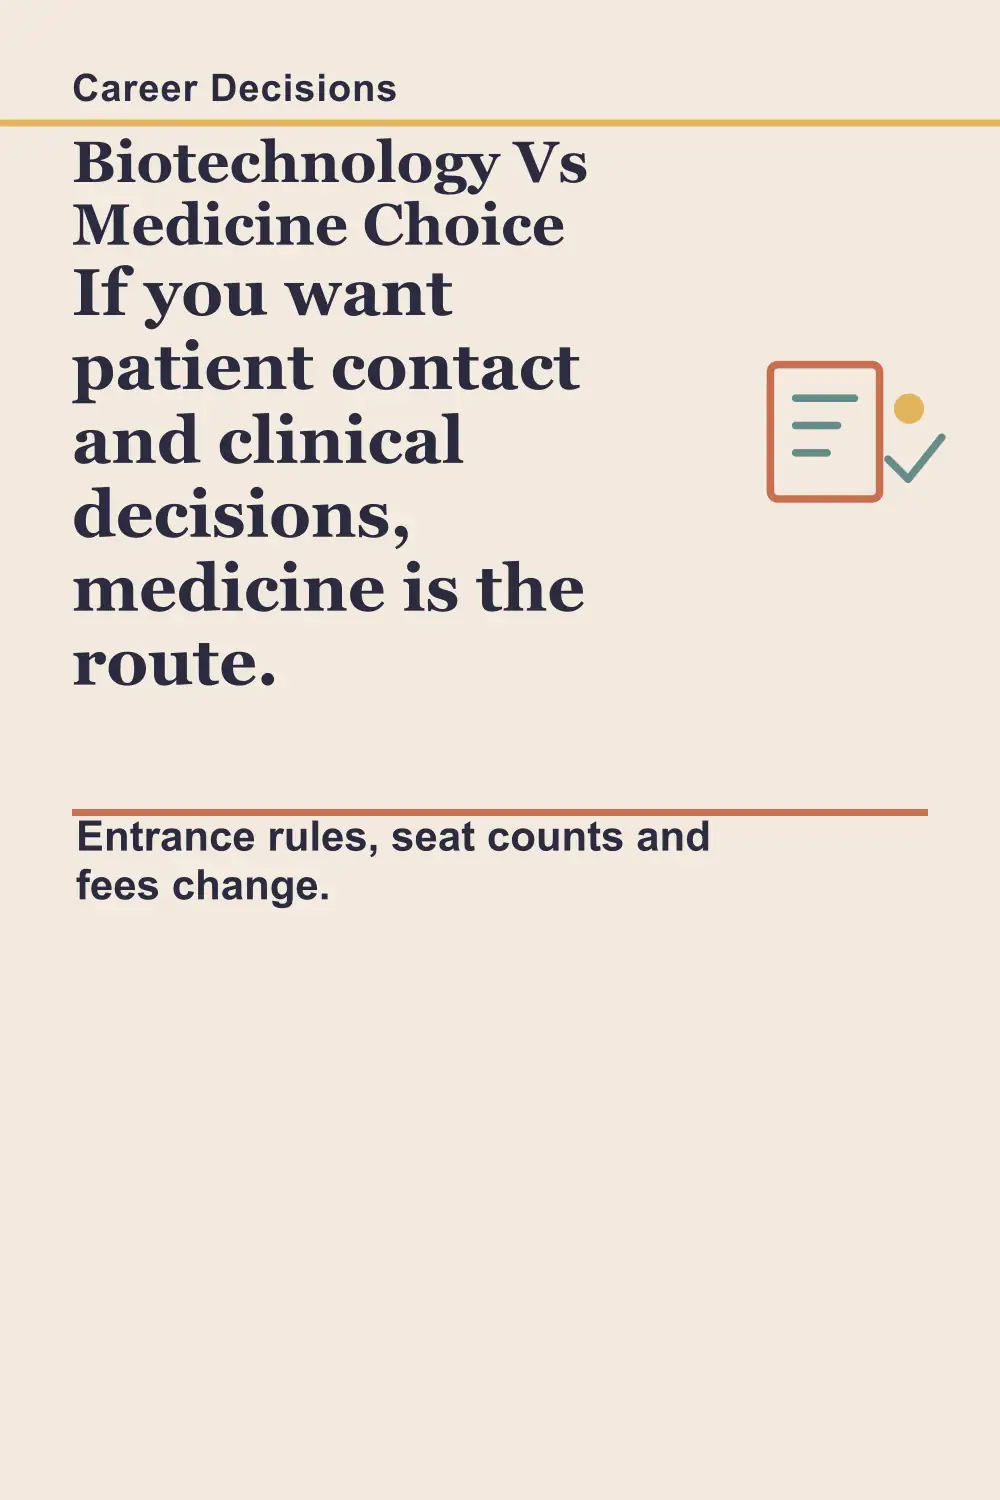 Career Decisions
Biotechnology Vs
Medicine Choice
If you want
patient contact
and clinical
decisions,
medicine is the
route.
Entrance rules, seat counts and
fees change.